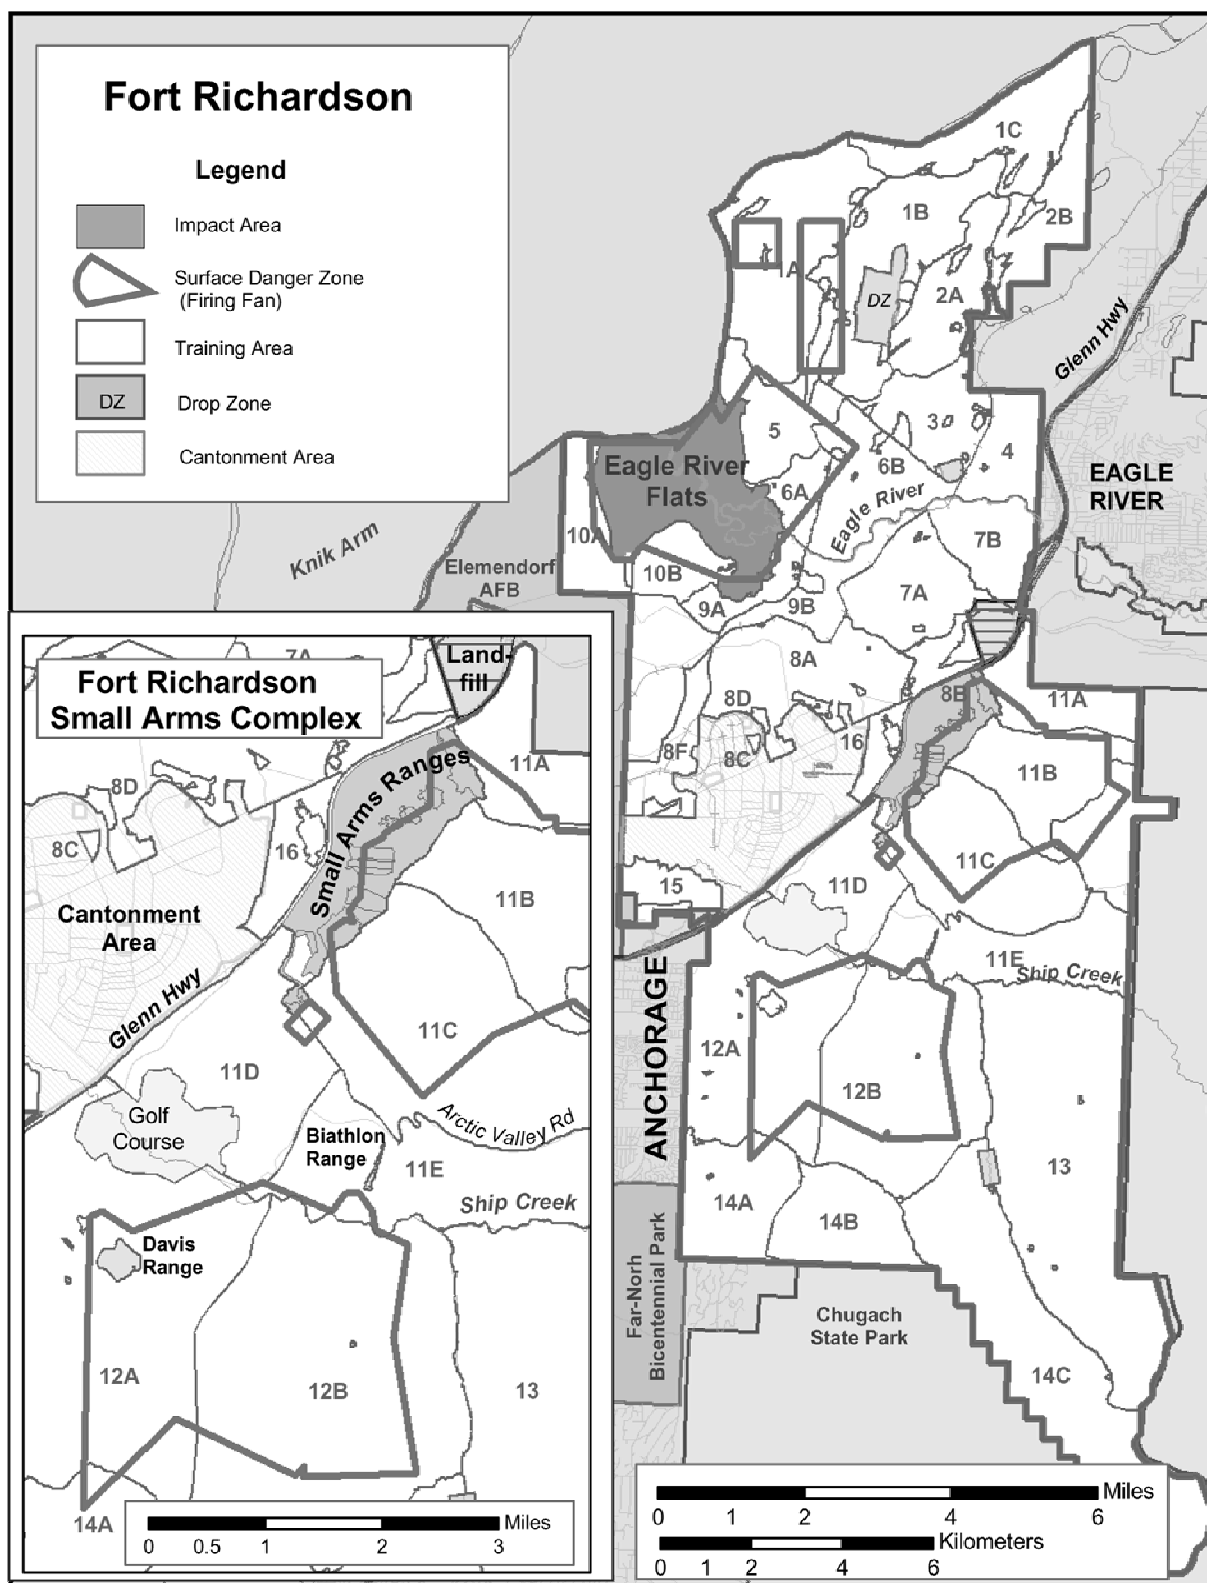 Fort Richardson
Legend
Impact Area
Surface Danger Zone
(Firing Fan)
Training Area
DZ
Drop Zone
Cantonment Area
1C
1B
2B
1A
DZ
2A
Glenn Hwy
3
4
5
6B
Eagle River
Flats
6A
Eagle River
EAGLE
RIVER
Knik Arm
10A
7B
Elemendorf
AFB
10B
7A
9A
9B
8A
8D
8E
11A
8F
8C
16
11B
11C
15
11D
11E
Ship Creek
ANCHORAGE
12A
12B
13
14A
14B
Far-Norh
Bicentennial Park
Chugach
State Park
14C
Miles
0
2
4
6
Kilometers
0
1
2
4
6
7A
Land-
fill
Fort Richardson
Small Arms Complex
8D
11A
Small Arms Ranges
8C
16
11B
Cantonment
Area
Glenn Hwy
11C
11D
Golf
Course
Arctic Valley Rd
Biathlon
Range
11E
Ship Creek
Davis
Range
12A
12B
13
14A
Miles
0
0.5
1
2
3